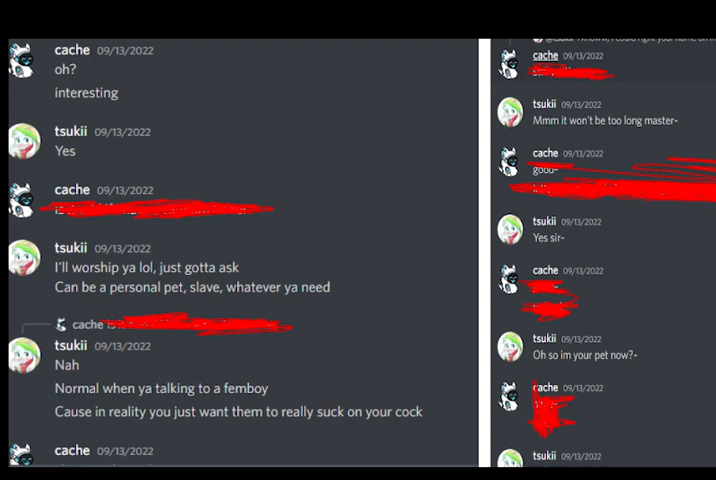 cache 09/13/2022
oh?
interesting
tsukii 09/13/2022
Yes
cache 09/13/2022
tsukii 09/13/2022
I'll worship ya lol, just gotta ask
Can be a personal pet, slave, whatever ya need
cache
tsukii 09/13/2022
Nah
Normal when ya talking to a femboy
Cause in reality you just want them to really suck on your cock
cache 09/13/2022
cache 09/13/2022
tsukii 09/13/2022
Mmm it won't be too long master~
cache 09/13/2022
good~
tsukii 09/13/2022
Yes sir~
cache 09/13/2022
tsukii 09/13/2022
Oh so im your pet now?~
cache 09/13/2022
tsukii 09/13/2022